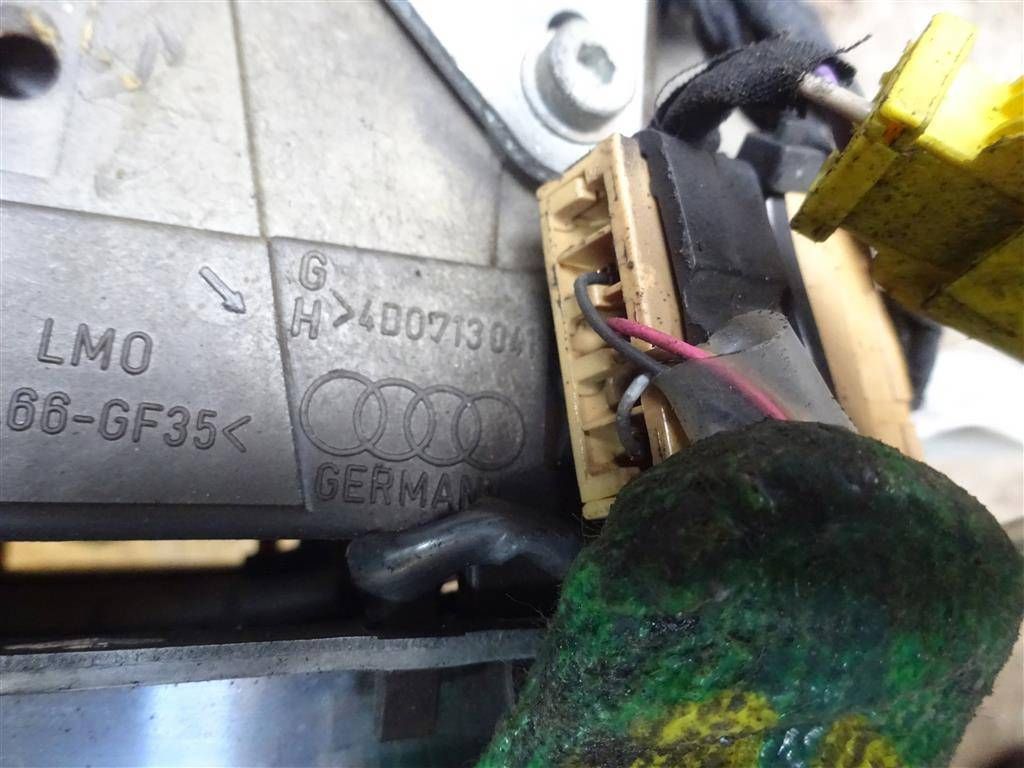 G
H >4D0713041
LMO
66-GF35<
GERMAN